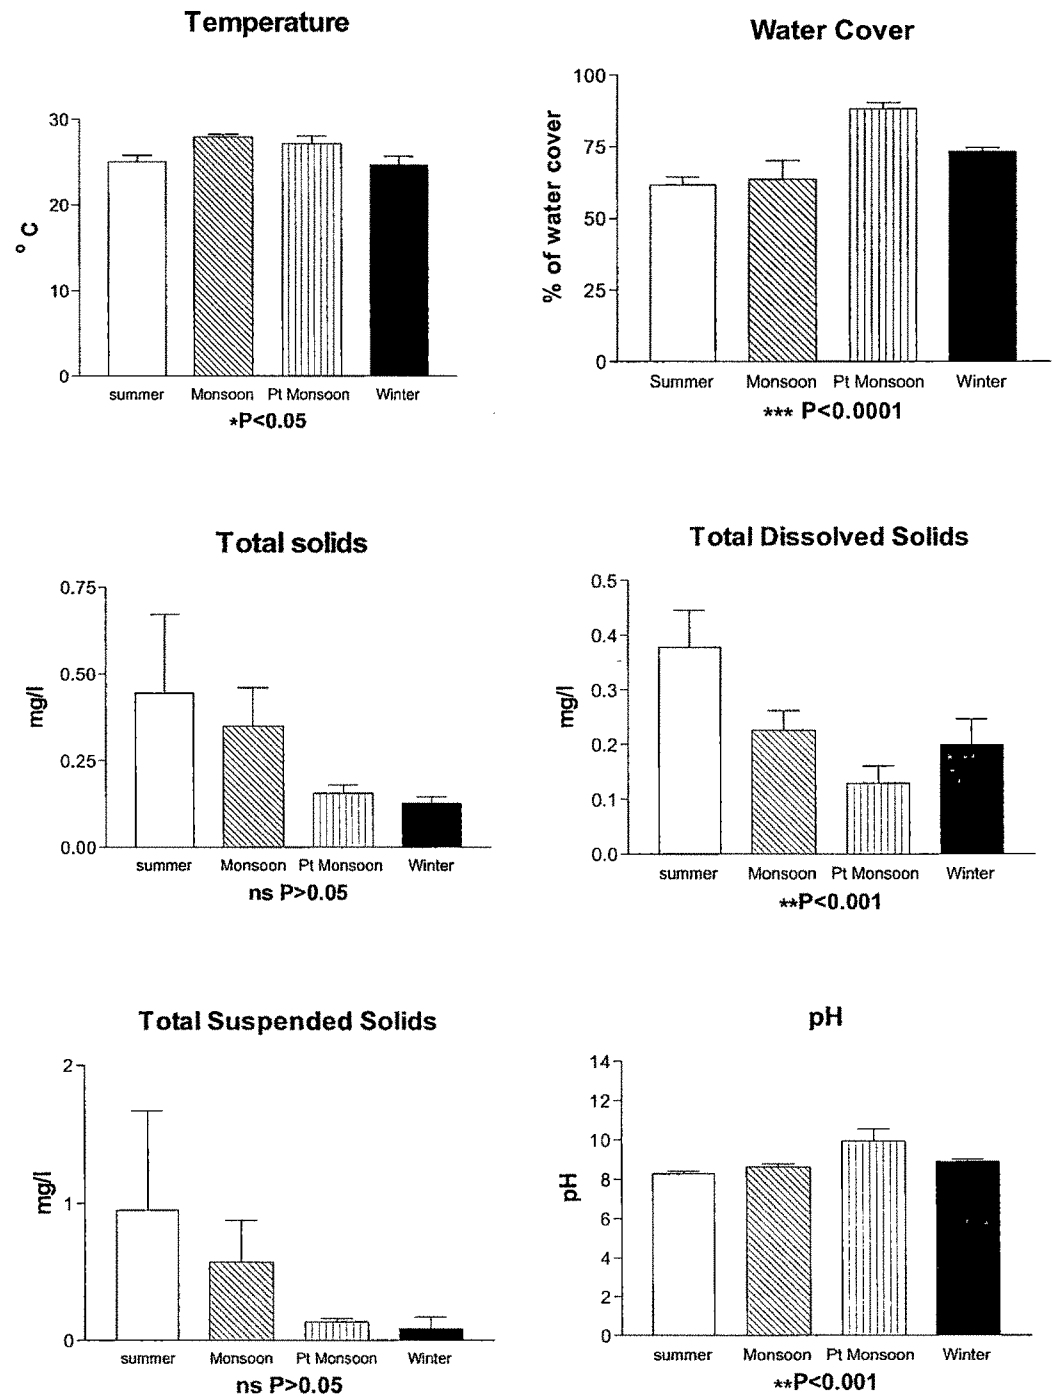 Temperature
30
20
10
0
° C
summer Monsoon Pt Monsoon Winter
*P<0.05
Water Cover
100
75
50
25
0
% of water cover
Summer Monsoon Pt Monsoon Winter
*** P<0.0001
Total solids
0.75
0.50
0.25
0.00
mg/l
summer Monsoon Pt Monsoon Winter
ns P>0.05
Total Dissolved Solids
0.5
0.4
0.3
0.2
0.1
0.0
mg/l
summer Monsoon Pt Monsoon Winter
**P<0.001
Total Suspended Solids
2
1
0
mg/l
summer Monsoon Pt Monsoon Winter
ns P>0.05
pH
14
12
10
8
6
4
2
0
pH
summer Monsoon Pt Monsoon Winter
**P<0.001